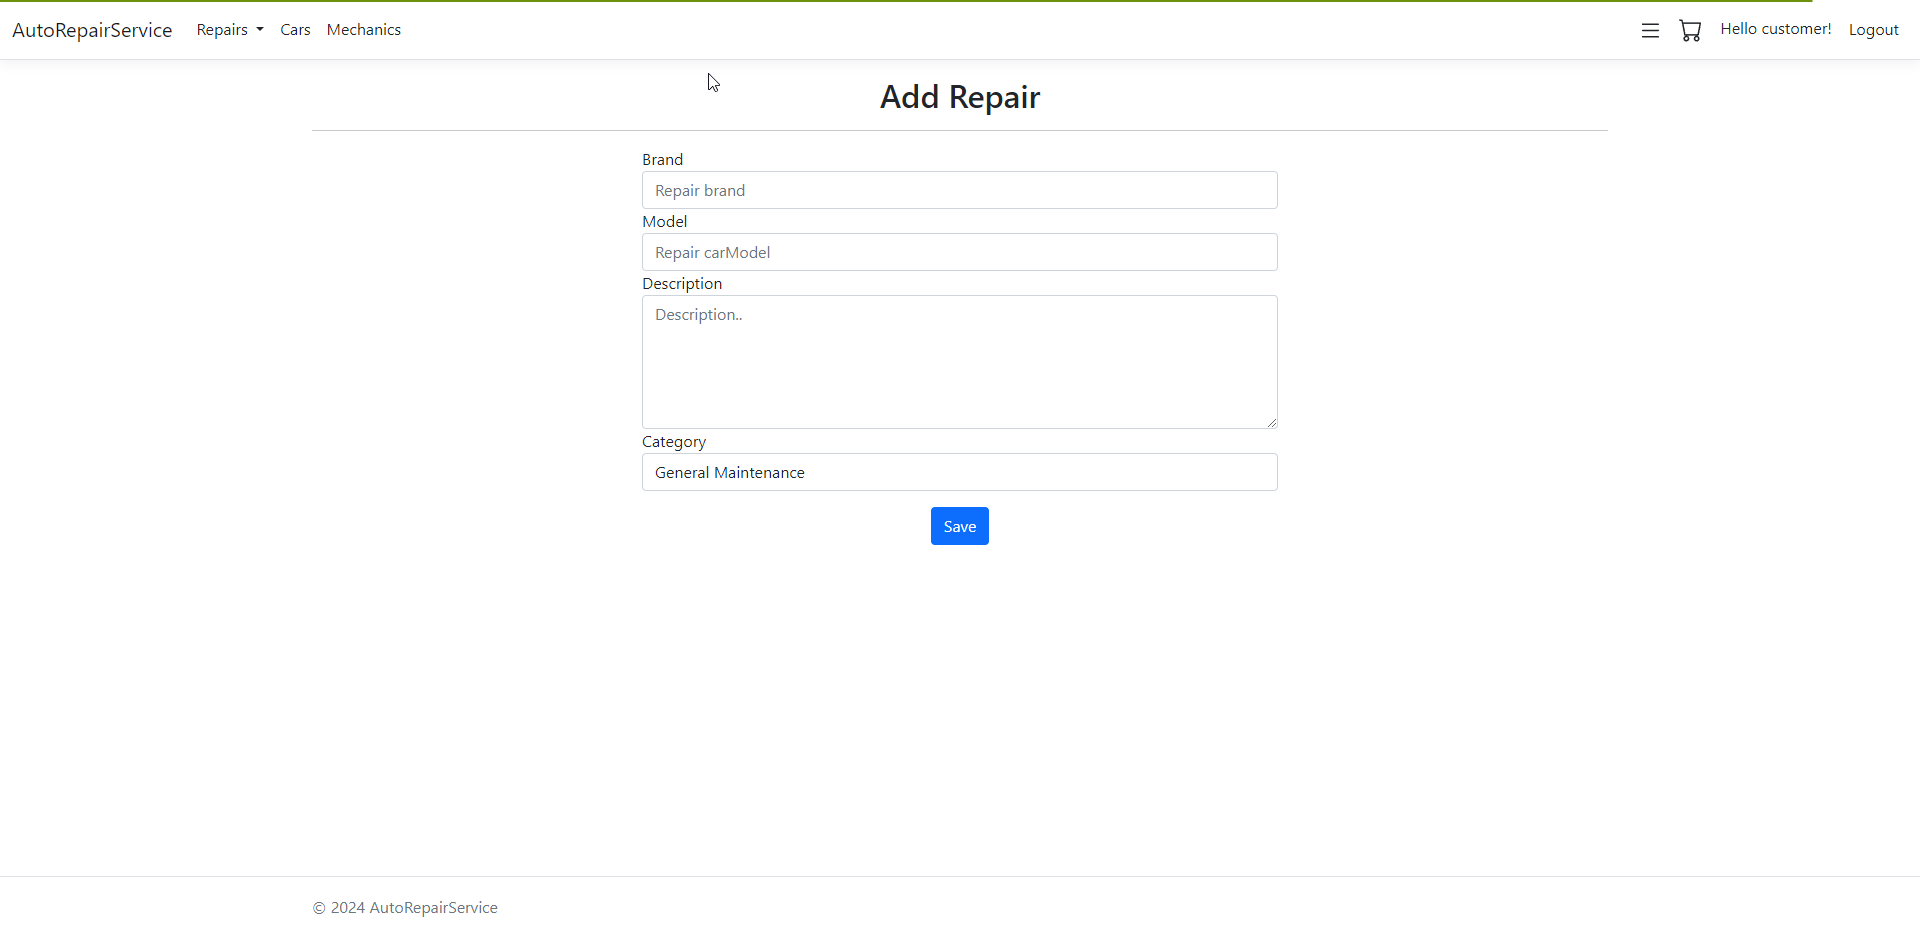 AutoRepairService Repairs Cars Mechanics Hello customer! Logout
Add Repair
Brand
Repair brand
Model
Repair carModel
Description
Description..
Category
General Maintenance
Save
© 2024 AutoRepairService